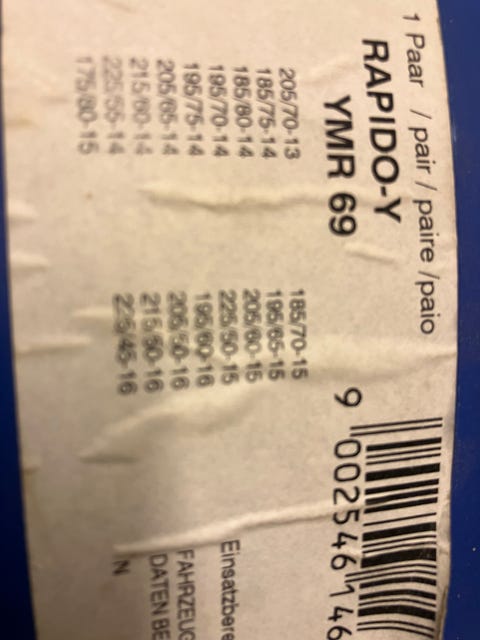 1 Paar / pair / paire /paio
RAPIDO-Y
YMR 69
205/70-13
185/75-14
185/80-14
195/70-14
195/75-14
205/65-14
215/60-14
225/55-14
175/80-15
185/70-15
195/65-15
205/60-15
225/50-15
195/60-16
205/50-16
215/50-16
225/45-16
9 002546 146
Einsatzbere
FAHRZEUG
DATEN BE
N